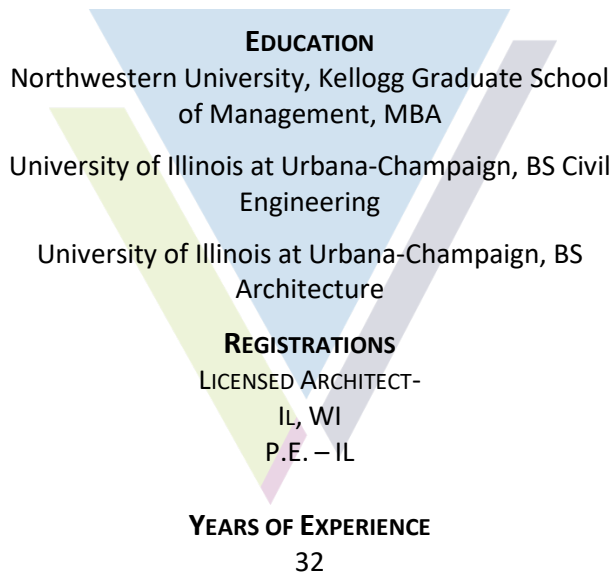 EDUCATION
Northwestern University, Kellogg Graduate School
of Management, MBA
University of Illinois at Urbana-Champaign, BS Civil
Engineering
University of Illinois at Urbana-Champaign, BS
Architecture
REGISTRATIONS
LICENSED ARCHITECT-
IL, WI
P.E. – IL
YEARS OF EXPERIENCE
32